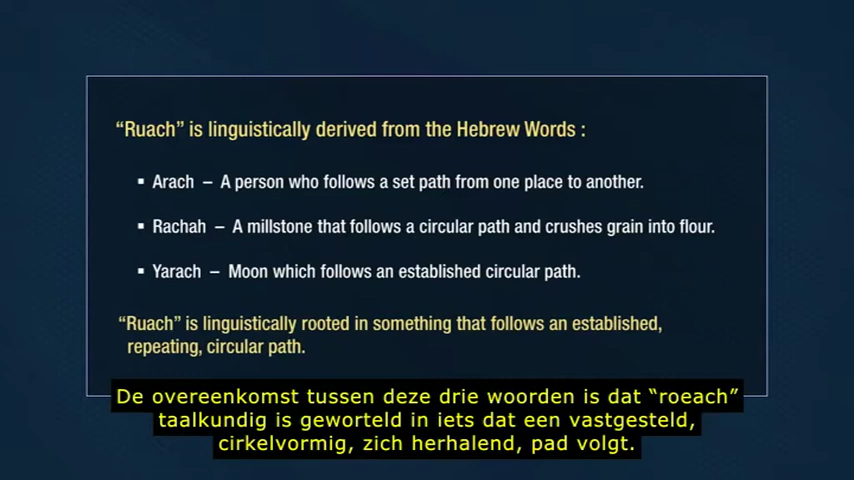 “Ruach” is linguistically derived from the Hebrew Words :
▪ Arach – A person who follows a set path from one place to another.
▪ Rachah – A millstone that follows a circular path and crushes grain into flour.
▪ Yarach – Moon which follows an established circular path.
“Ruach” is linguistically rooted in something that follows an established,
repeating, circular path.
De overeenkomst tussen deze drie woorden is dat “roeach”
taalkundig is geworteld in iets dat een vastgesteld,
cirkelvormig, zich herhalend, pad volgt.